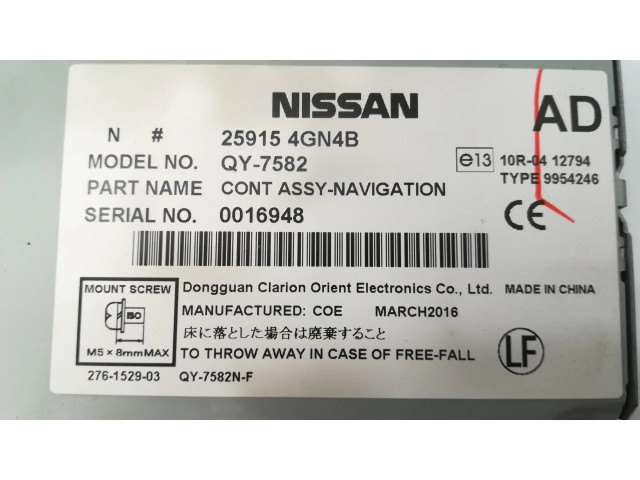 NISSAN
AD
N # 25915 4GN4B
MODEL NO. QY-7582
e13 10R-04 12794
PART NAME CONT ASSY-NAVIGATION
TYPE 9954246
SERIAL NO. 0016948
CE
MOUNT SCREW
ISO
M5×8mmMAX
Dongguan Clarion Orient Electronics Co., Ltd. MADE IN CHINA
MANUFACTURED: COE MARCH2016
床に落とした場合は廃棄すること
TO THROW AWAY IN CASE OF FREE-FALL
LF
276-1529-03 QY-7582N-F